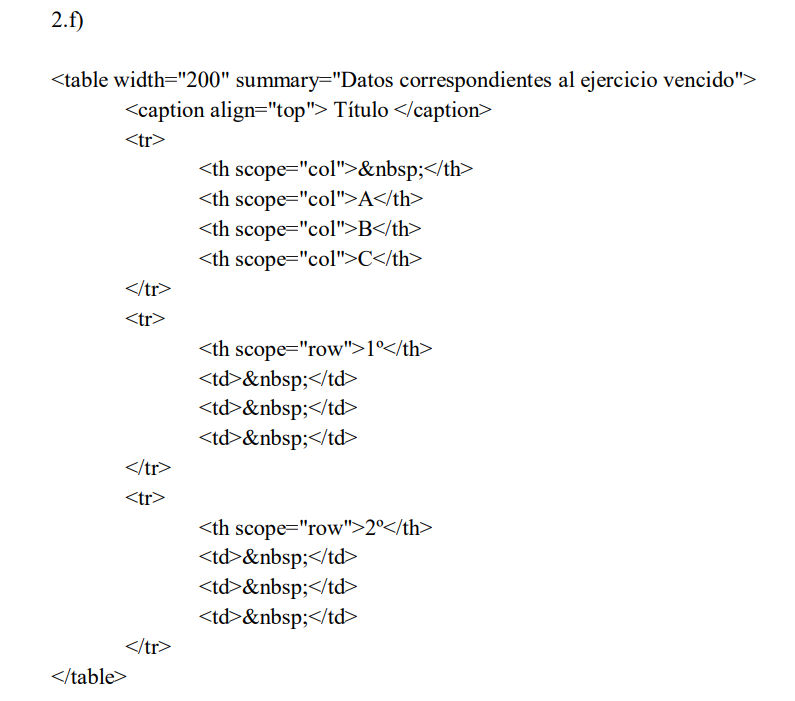 2.f)
<table width="200" summary="Datos correspondientes al ejercicio vencido">
<caption align="top"> Título </caption>
<tr>
<th scope="col">&nbsp;</th>
<th scope="col">A</th>
<th scope="col">B</th>
<th scope="col">C</th>
</tr>
<tr>
<th scope="row">1º</th>
<td>&nbsp;</td>
<td>&nbsp;</td>
<td>&nbsp;</td>
</tr>
<tr>
<th scope="row">2º</th>
<td>&nbsp;</td>
<td>&nbsp;</td>
<td>&nbsp;</td>
</tr>
</table>